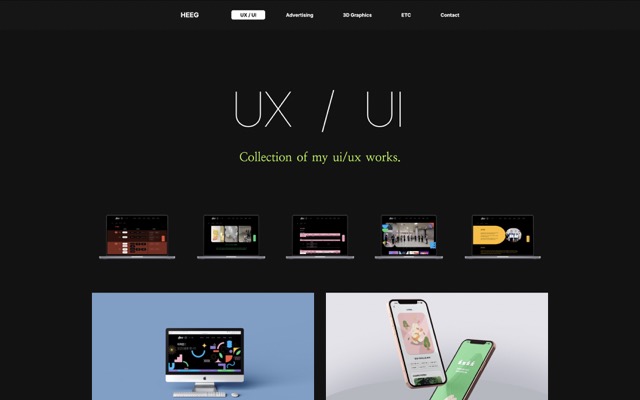 HEEG
UX / UI
Advertising
3D Graphics
ETC
Contact
UX / UI
Collection of my ui/ux works.